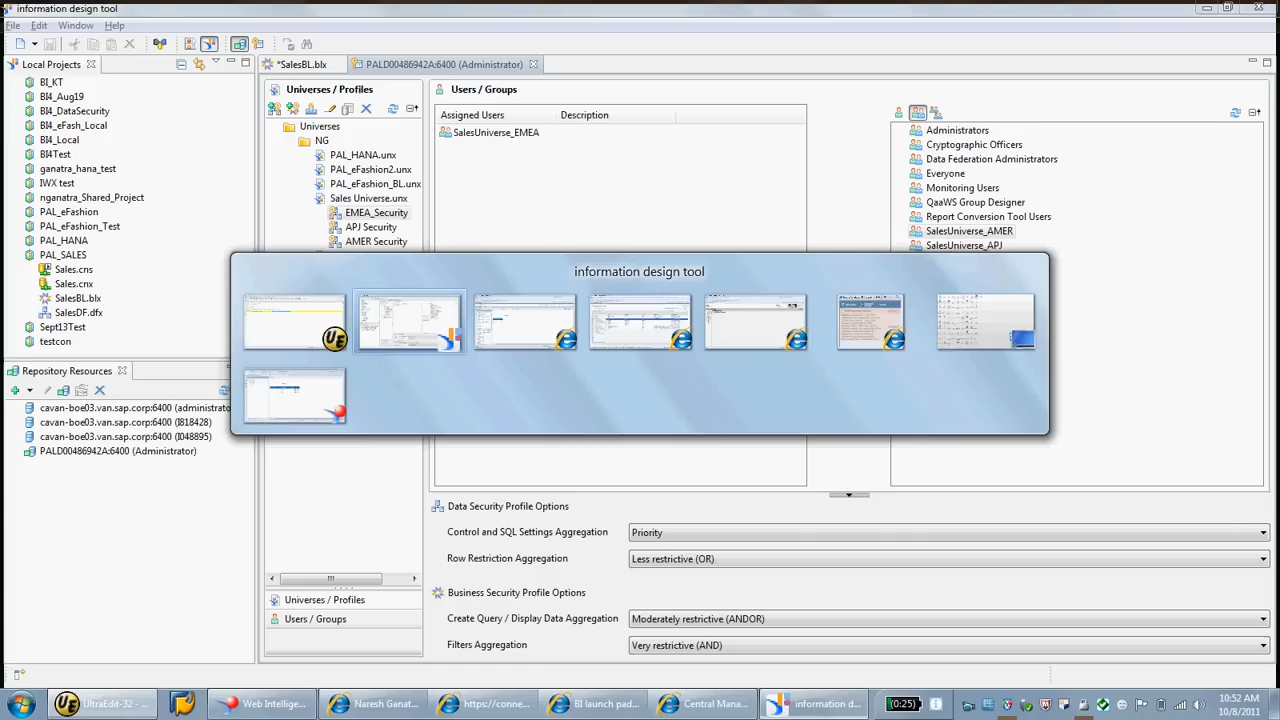 information design tool
File Edit Window Help
Local Projects
*SalesBL.blx
PALD00486942A:6400 (Administrator)
BI_KT
BI4_Aug19
BI4_DataSecurity
BI4_eFash_Local
BI4_Local
BI4Test
ganatra_hana_test
IWX test
nganatra_Shared_Project
PAL_eFashion
PAL_eFashion_Test
PAL_HANA
PAL_SALES
Sales.cns
Sales.cnx
SalesBL.blx
SalesDF.dfx
Sept13Test
testcon
Repository Resources
cavan-boe03.van.sap.corp:6400 (administrato
cavan-boe03.van.sap.corp:6400 (I818428)
cavan-boe03.van.sap.corp:6400 (I048895)
PALD00486942A:6400 (Administrator)
Universes / Profiles
Universes
NG
PAL_HANA.unx
PAL_eFashion2.unx
PAL_eFashion_BL.unx
Sales Universe.unx
EMEA_Security
APJ Security
AMER Security
Universes / Profiles
Users / Groups
Users / Groups
Assigned Users Description
SalesUniverse_EMEA
Administrators
Cryptographic Officers
Data Federation Administrators
Everyone
Monitoring Users
QaaWS Group Designer
Report Conversion Tool Users
SalesUniverse_AMER
SalesUniverse_APJ
information design tool
UE
Data Security Profile Options
Control and SQL Settings Aggregation Priority
Row Restriction Aggregation Less restrictive (OR)
Business Security Profile Options
Create Query / Display Data Aggregation Moderately restrictive (ANDOR)
Filters Aggregation Very restrictive (AND)
UltraEdit-32 - ...
Web Intellige...
Naresh Ganat...
https://conne...
BI launch pad...
Central Mana...
information d...
(0:25)
10:52 AM
10/8/2011